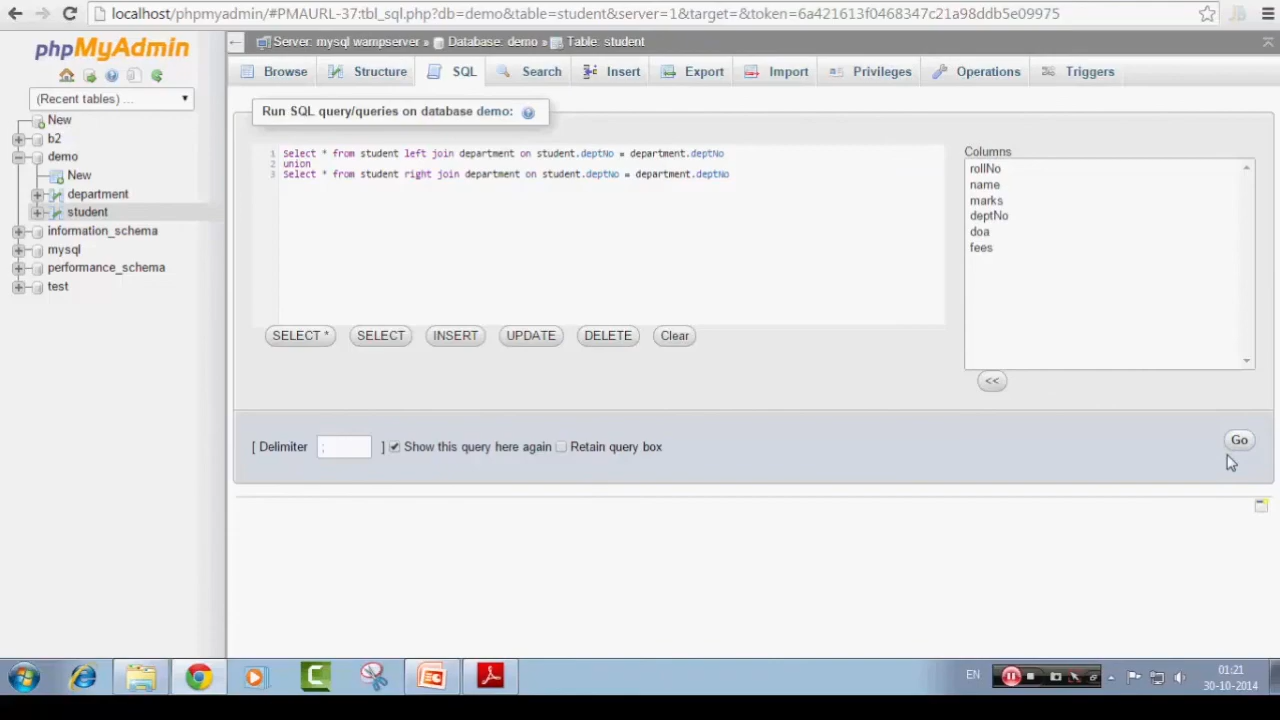 localhost/phpmyadmin/#PMAURL-37:tbl_sql.php?db=demo&table=student&server=1&target=&token=6a421613f0468347c21a98ddb5e09975
phpMyAdmin
(Recent tables) ...
New
b2
demo
New
department
student
information_schema
mysql
performance_schema
test
Server: mysql wampserver » Database: demo » Table: student
Browse Structure SQL Search Insert Export Import Privileges Operations Triggers
Run SQL query/queries on database demo:
1 Select * from student left join department on student.deptNo = department.deptNo
2 union
3 Select * from student right join department on student.deptNo = department.deptNo
Columns
rollNo
name
marks
deptNo
doa
fees
SELECT * SELECT INSERT UPDATE DELETE Clear
<<
[ Delimiter ; ] Show this query here again Retain query box
Go
EN
01:21
30-10-2014